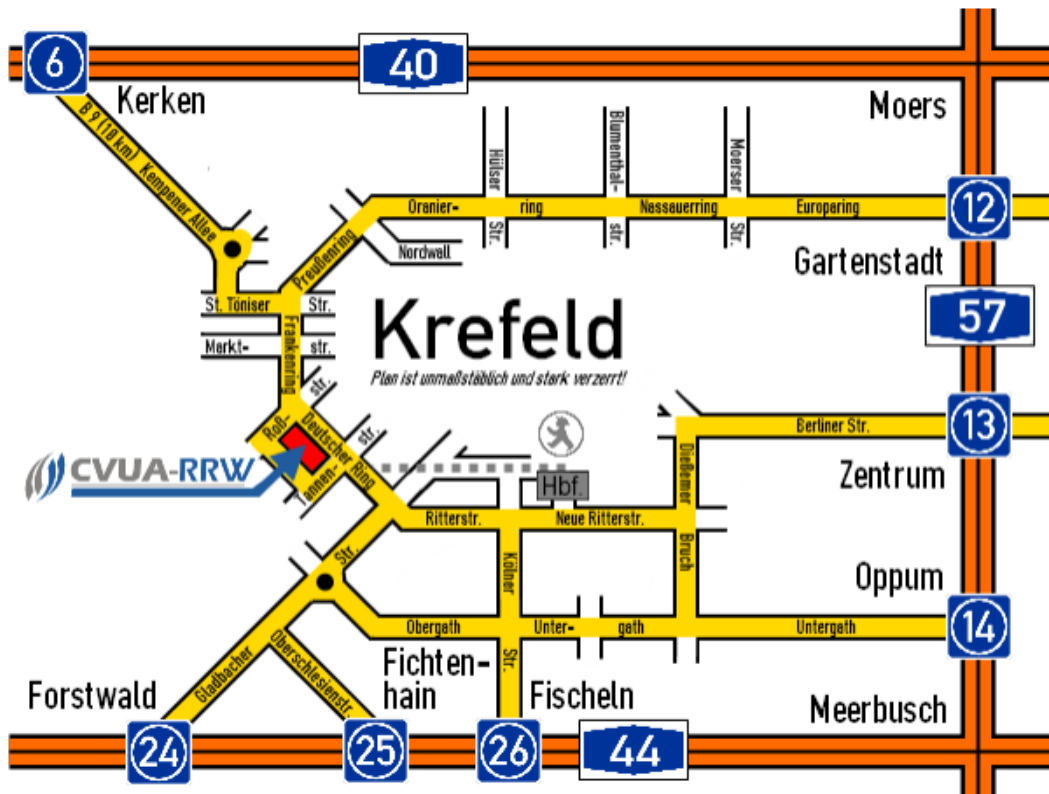 6
40
Kerken
Moers
B 9 (10 km) Kempener Allee
Hülser
Str.
Blumenthal-
str.
Moerser
Str.
Oranier-
ring
Nassauerring
Europaring
12
Preußenring
Nordwall
Gartenstadt
St. Töniser
Str.
57
Markt-
str.
Frankenring
Krefeld
Plan ist unmaßstäblich und stark verzerrt!
Roß-
str.
Deutscher Ring
Tannen-
str.
Berliner Str.
13
Dießemer
Bruch
CVUA-RRW
Hbf.
Zentrum
Ritterstr.
Neue Ritterstr.
Kölner
Str.
Oppum
Gladbacher
Str.
Obergath
Unter-
gath
Untergath
14
Oberschlesienstr.
Forstwald
Fichten-
hain
Fischeln
Meerbusch
24
25
26
44